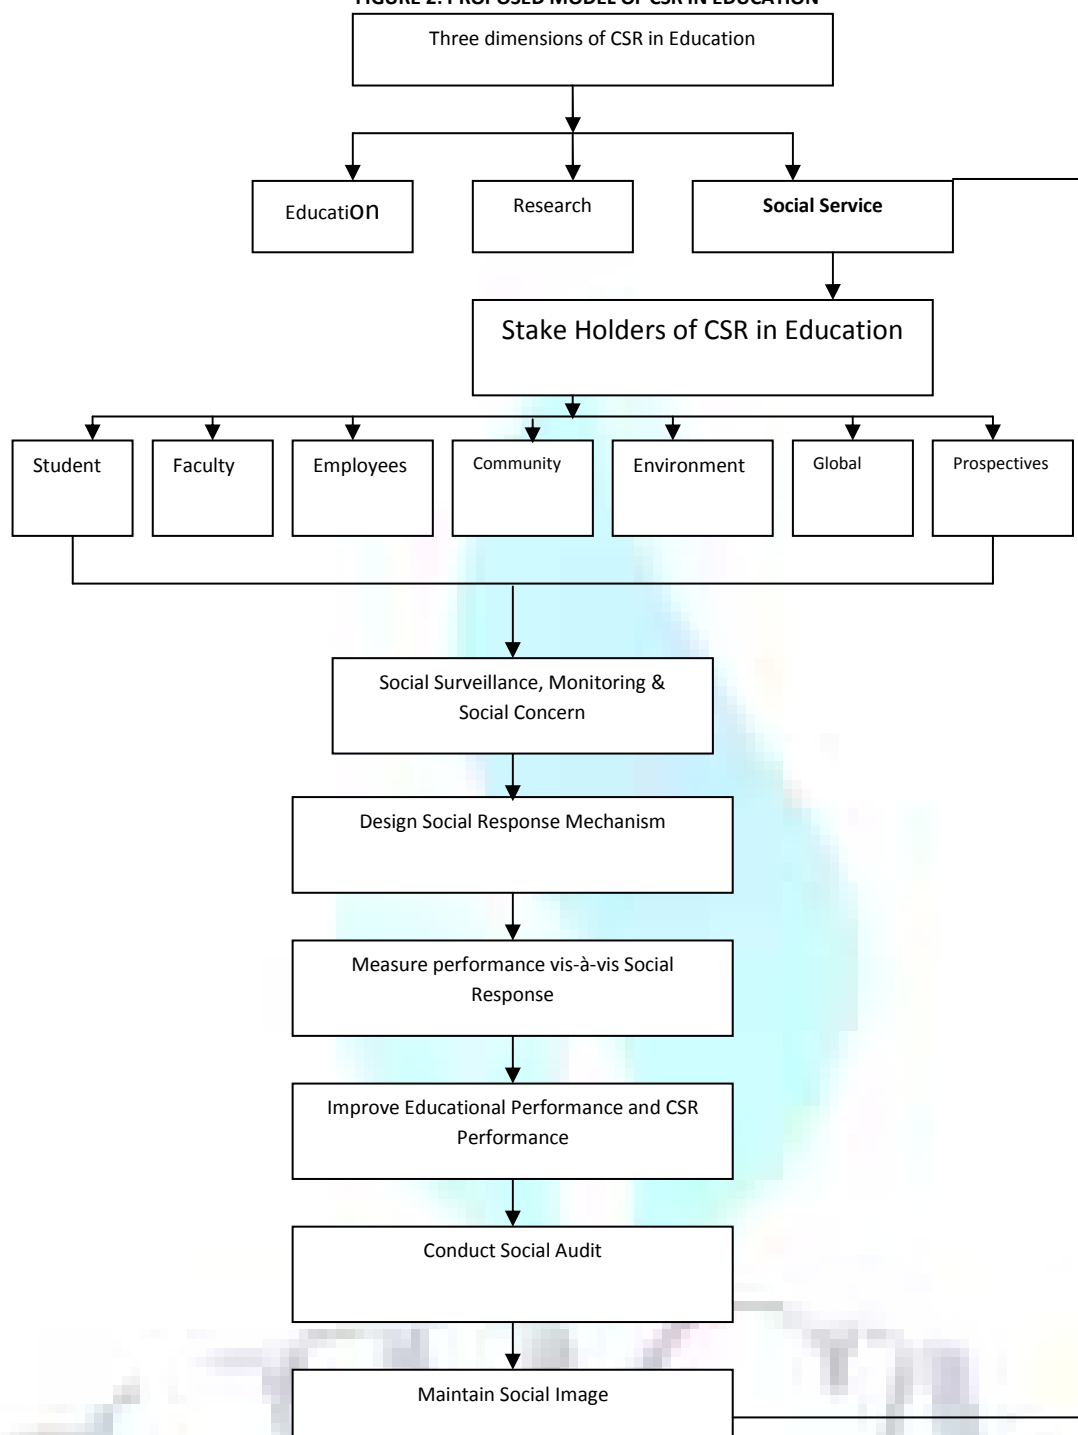 FIGURE 2: PROPOSED MODEL OF CSR IN EDUCATION
Three dimensions of CSR in Education
Education
Research
Social Service
Stake Holders of CSR in Education
Student
Faculty
Employees
Community
Environment
Global
Prospectives
Social Surveillance, Monitoring &
Social Concern
Design Social Response Mechanism
Measure performance vis-à-vis Social
Response
Improve Educational Performance and CSR
Performance
Conduct Social Audit
Maintain Social Image